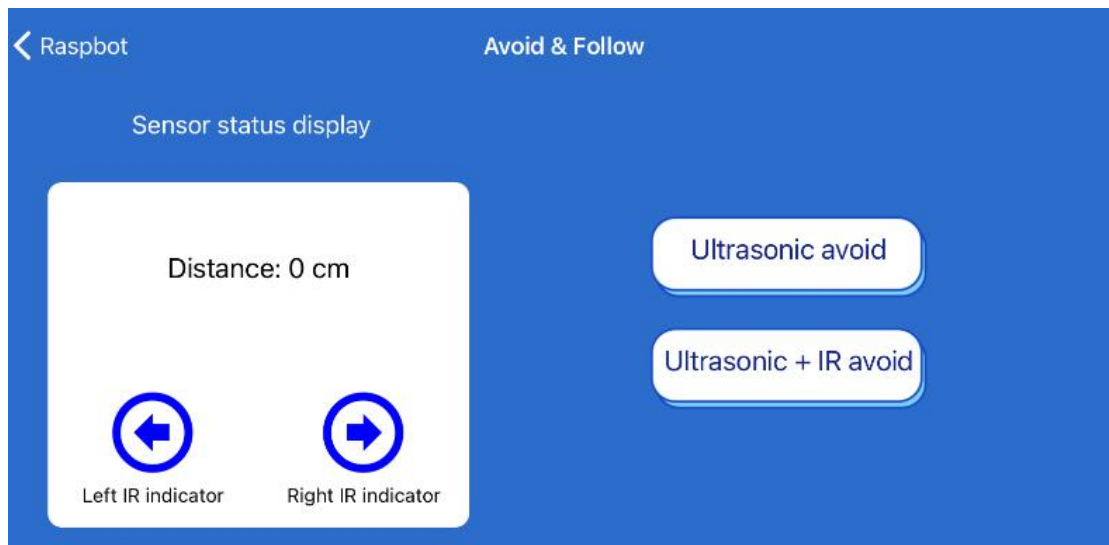 Raspbot
Avoid & Follow
Sensor status display
Distance: 0 cm
Left IR indicator
Right IR indicator
Ultrasonic avoid
Ultrasonic + IR avoid